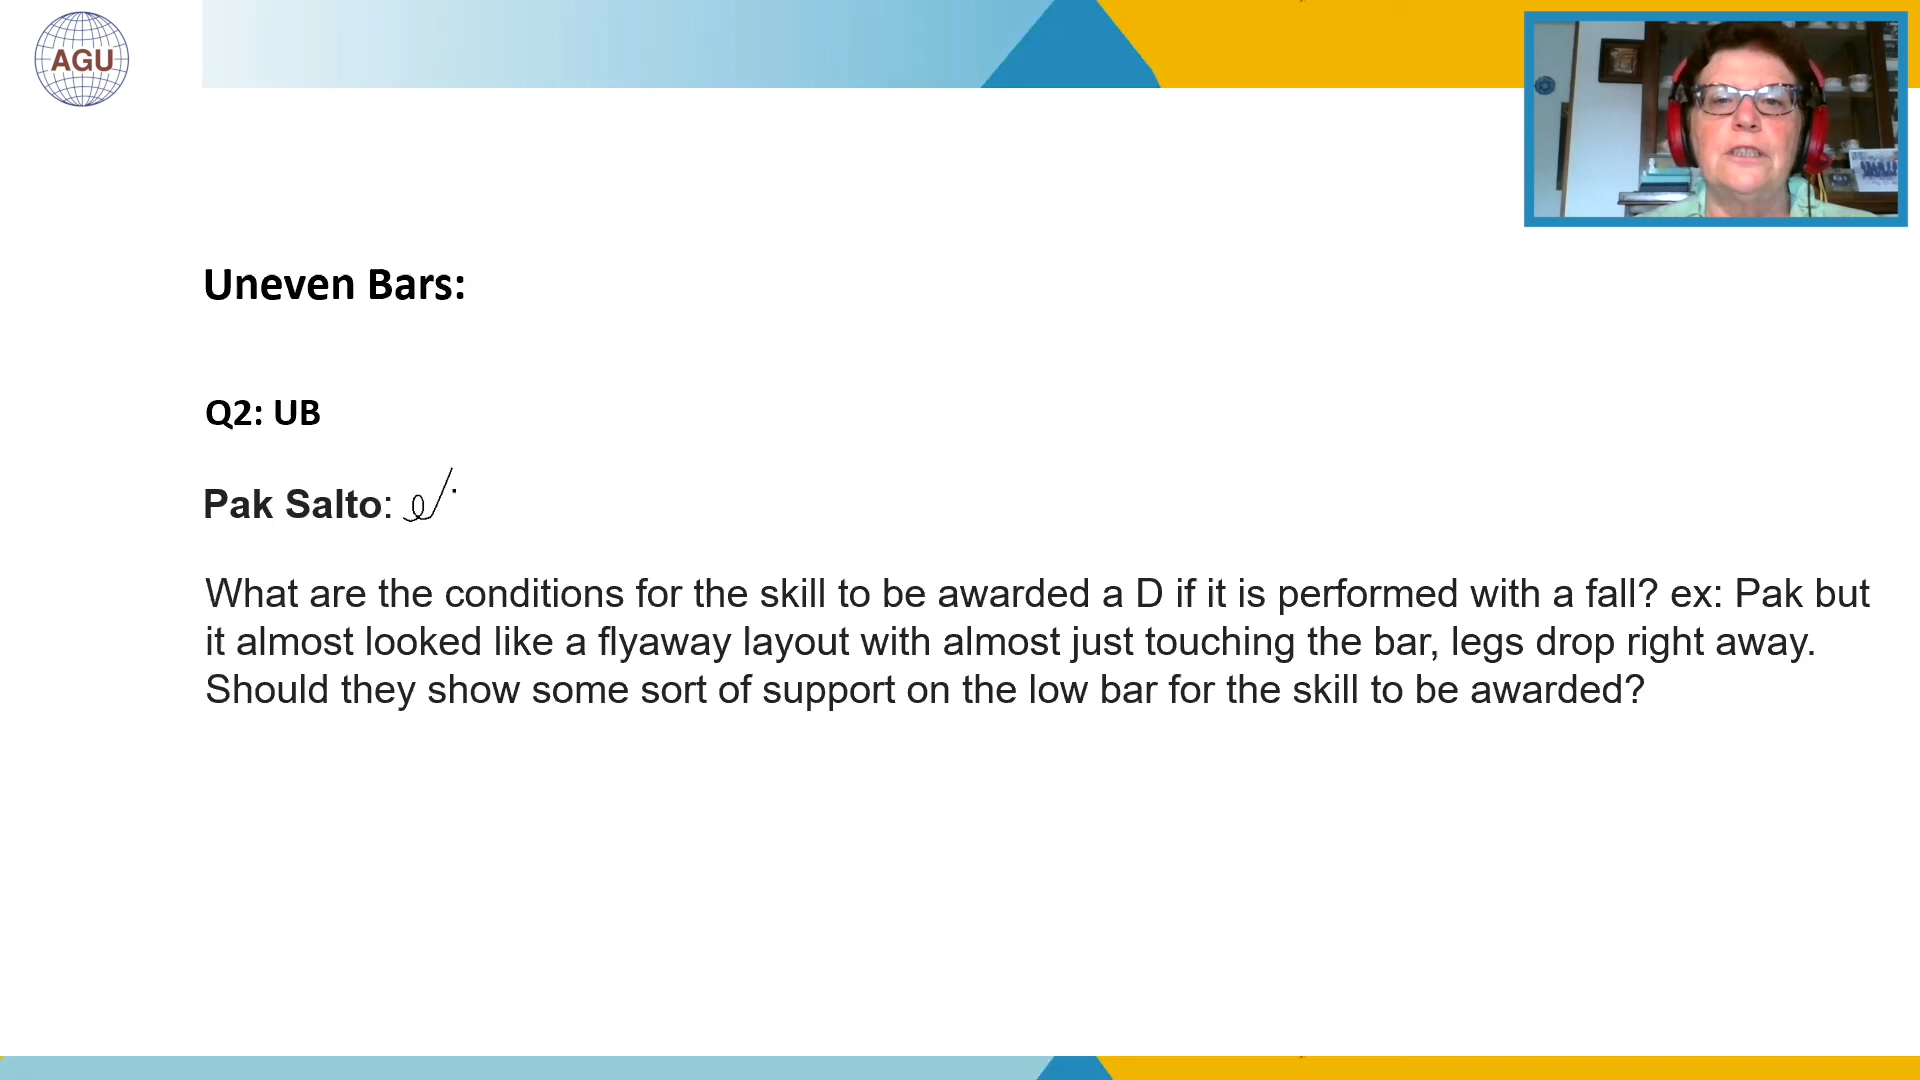 AGU
Uneven Bars:
Q2: UB
Pak Salto:
What are the conditions for the skill to be awarded a D if it is performed with a fall? ex: Pak but
it almost looked like a flyaway layout with almost just touching the bar, legs drop right away.
Should they show some sort of support on the low bar for the skill to be awarded?